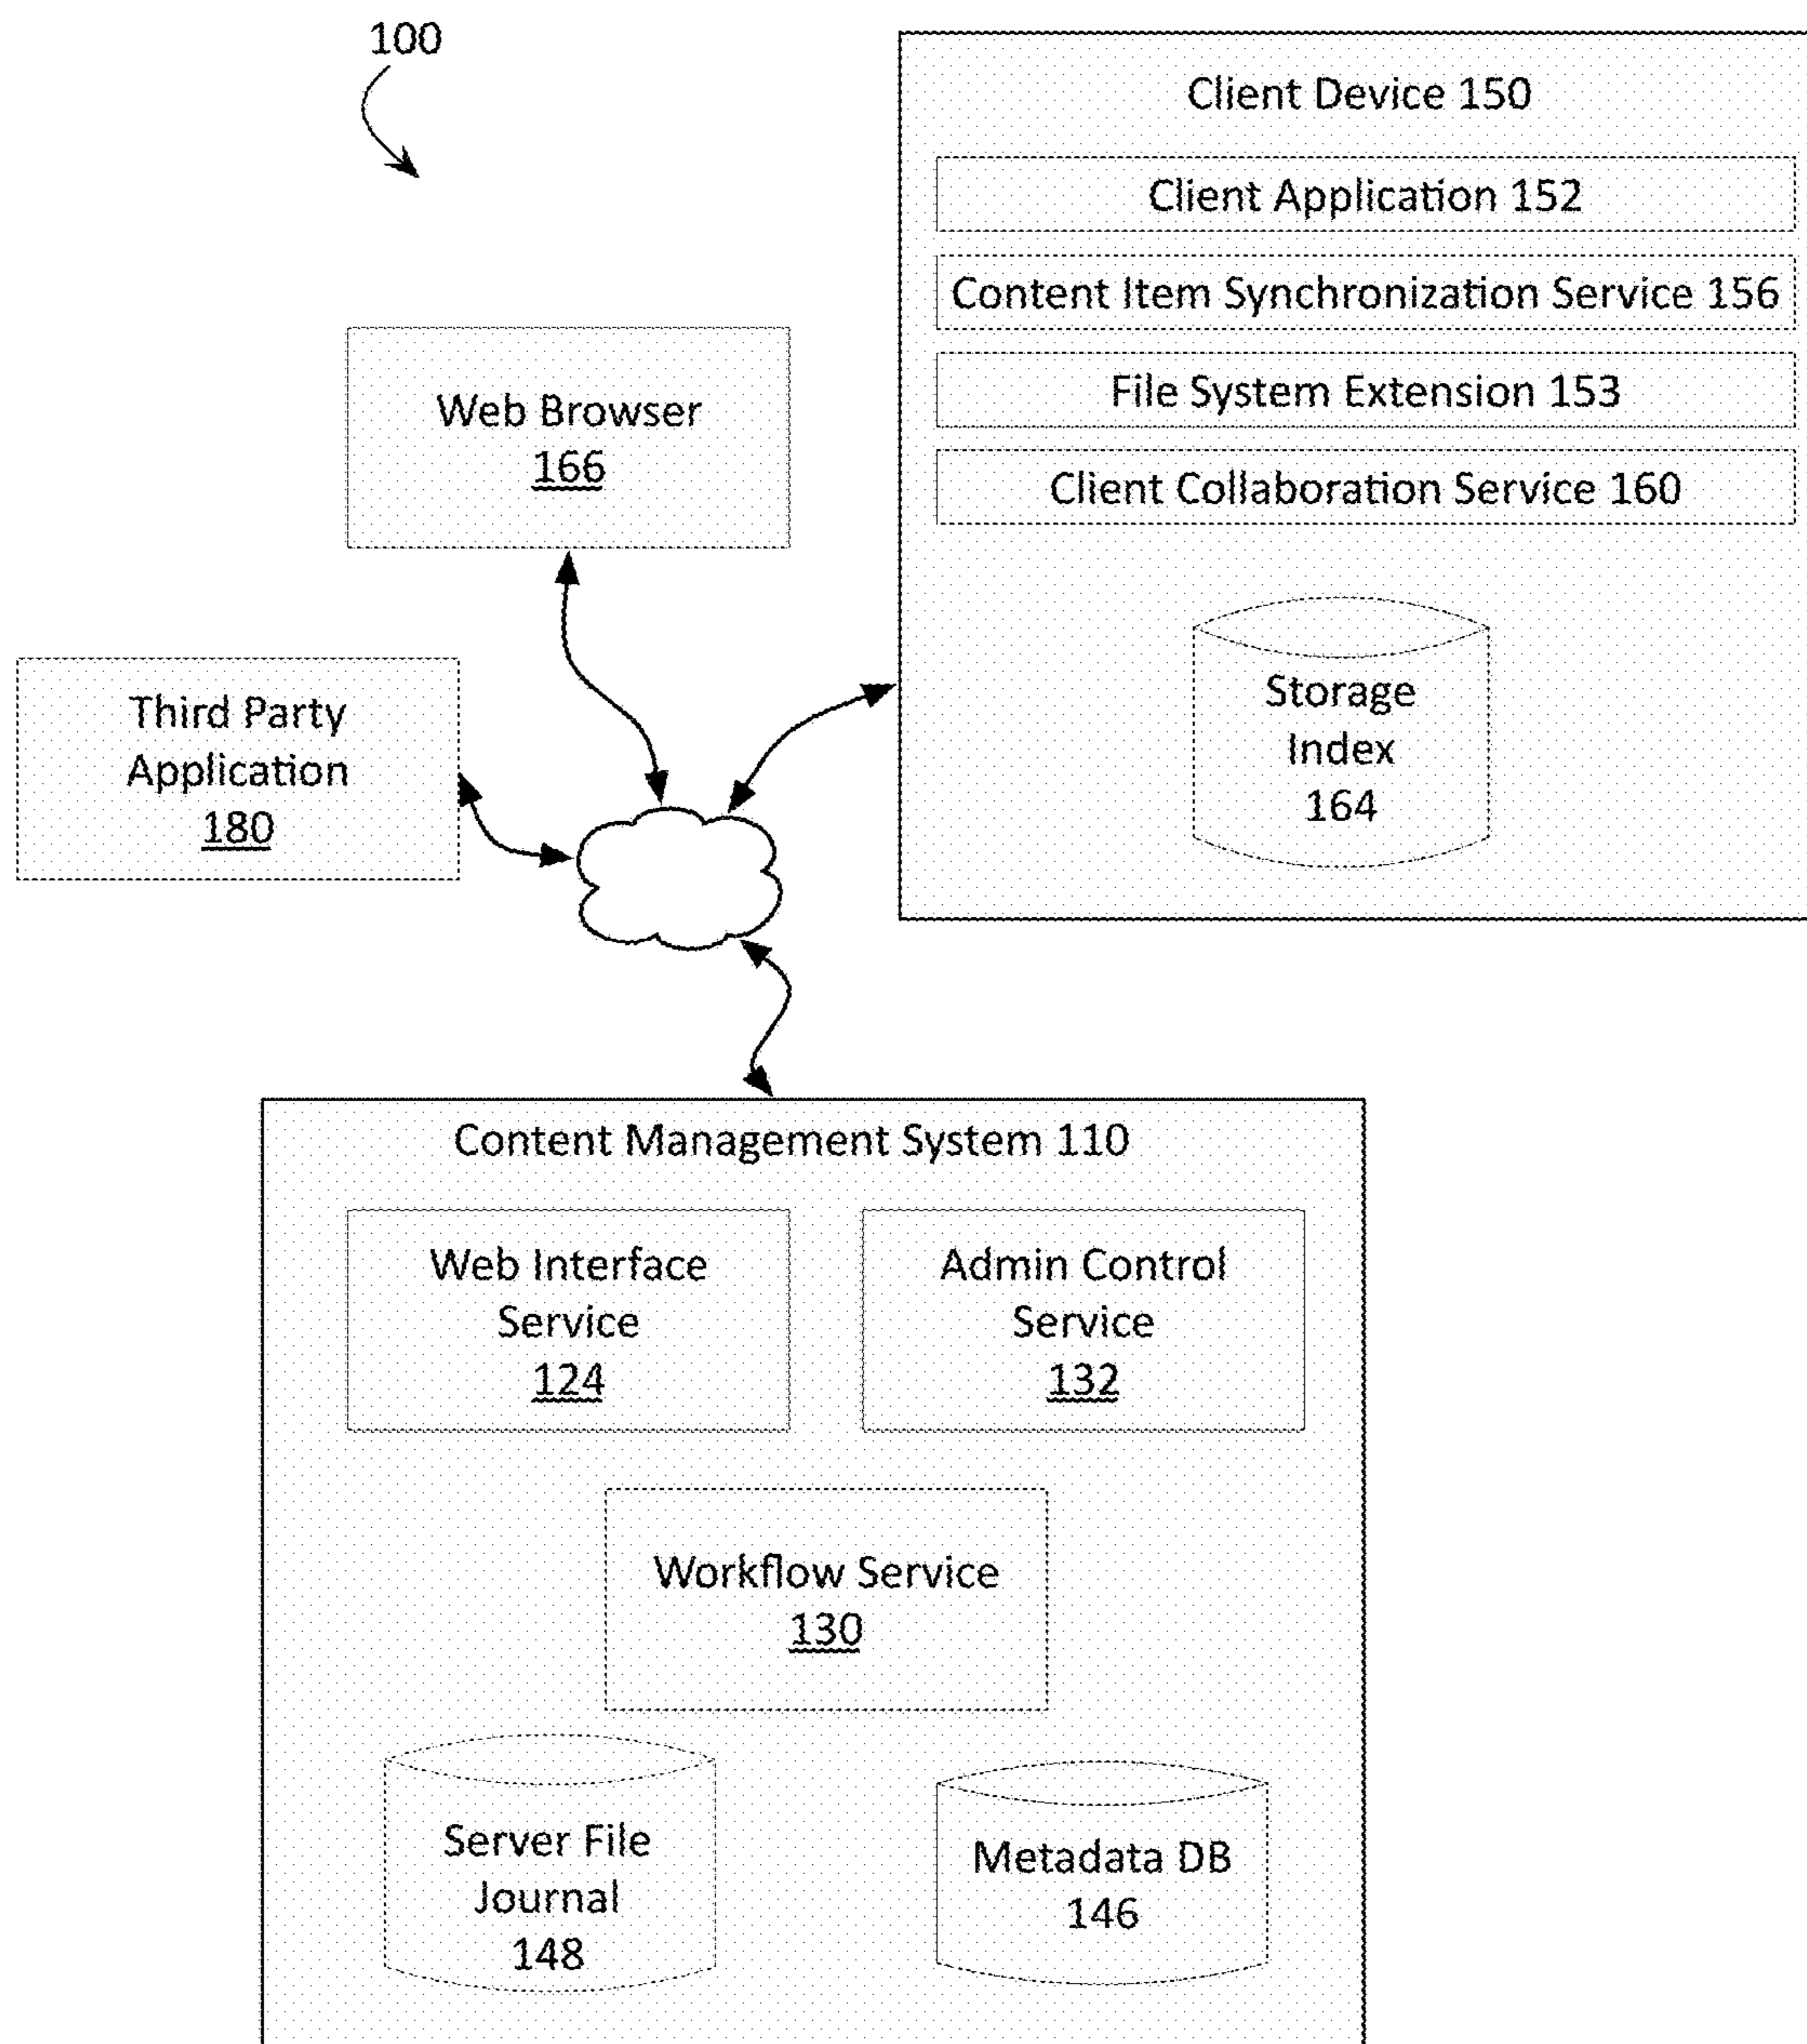 100
Client Device 150
Client Application 152
Content Item Synchronization Service 156
File System Extension 153
Client Collaboration Service 160
Storage
Index
164
Web Browser
166
Third Party
Application
180
Content Management System 110
Web Interface
Service
124
Admin Control
Service
132
Workflow Service
130
Server File
Journal
148
Metadata DB
146